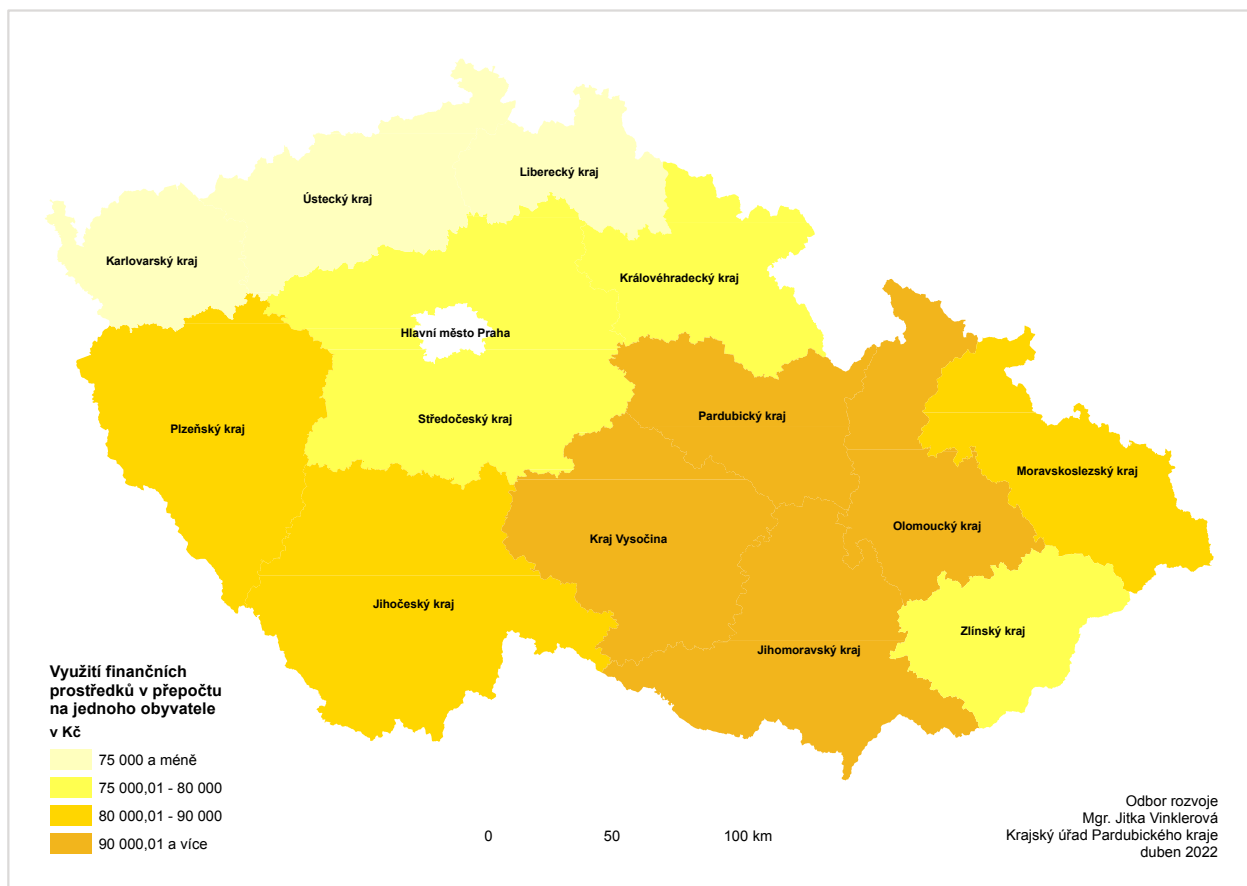 Liberecký kraj
Ústecký kraj
Karlovarský kraj
Královéhradecký kraj
Hlavní město Praha
Pardubický kraj
Středočeský kraj
Plzeňský kraj
Moravskoslezský kraj
Olomoucký kraj
Kraj Vysočina
Jihočeský kraj
Zlínský kraj
Jihomoravský kraj
Využití finančních
prostředků v přepočtu
na jednoho obyvatele
v Kč
75 000 a méně
75 000,01 - 80 000
80 000,01 - 90 000
90 000,01 a více
0 50 100 km
Odbor rozvoje
Mgr. Jitka Vinklerová
Krajský úřad Pardubického kraje
duben 2022